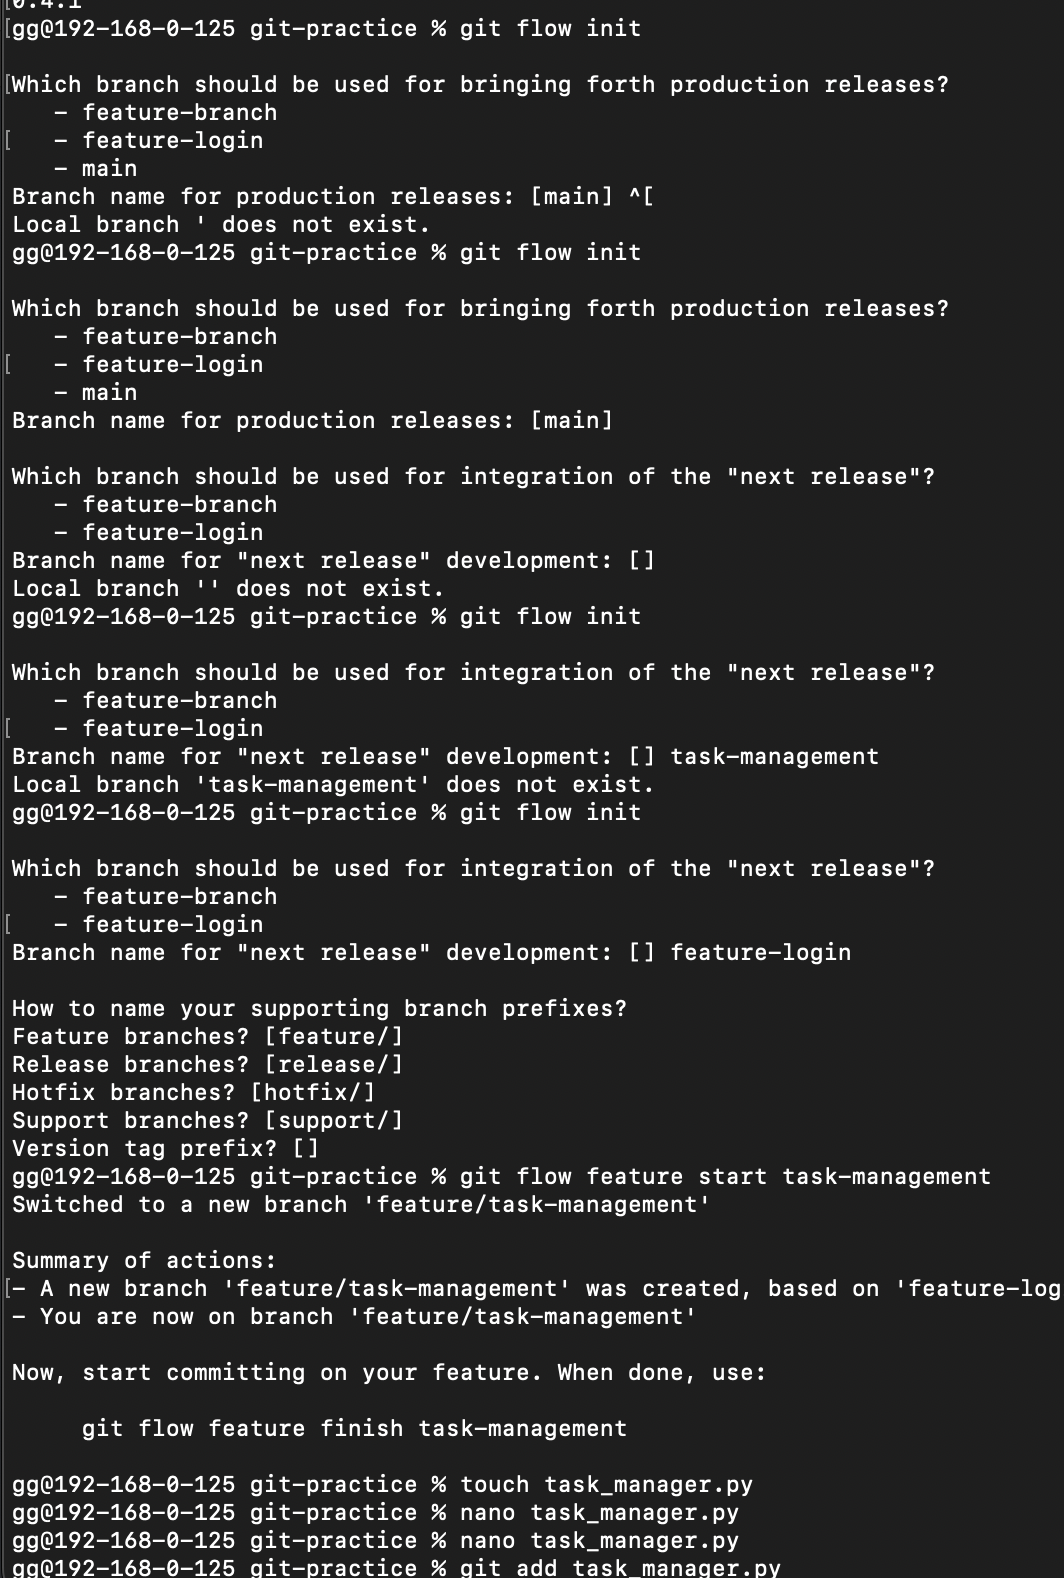 0.4.1
[gg@192-168-0-125 git-practice % git flow init
[Which branch should be used for bringing forth production releases?
   - feature-branch
[   - feature-login
   - main
Branch name for production releases: [main] ^[
Local branch ' does not exist.
gg@192-168-0-125 git-practice % git flow init
Which branch should be used for bringing forth production releases?
   - feature-branch
[   - feature-login
   - main
Branch name for production releases: [main]
Which branch should be used for integration of the "next release"?
   - feature-branch
   - feature-login
Branch name for "next release" development: []
Local branch '' does not exist.
gg@192-168-0-125 git-practice % git flow init
Which branch should be used for integration of the "next release"?
   - feature-branch
[   - feature-login
Branch name for "next release" development: [] task-management
Local branch 'task-management' does not exist.
gg@192-168-0-125 git-practice % git flow init
Which branch should be used for integration of the "next release"?
   - feature-branch
[   - feature-login
Branch name for "next release" development: [] feature-login
How to name your supporting branch prefixes?
Feature branches? [feature/]
Release branches? [release/]
Hotfix branches? [hotfix/]
Support branches? [support/]
Version tag prefix? []
gg@192-168-0-125 git-practice % git flow feature start task-management
Switched to a new branch 'feature/task-management'
Summary of actions:
[- A new branch 'feature/task-management' was created, based on 'feature-log
- You are now on branch 'feature/task-management'
Now, start committing on your feature. When done, use:
     git flow feature finish task-management
gg@192-168-0-125 git-practice % touch task_manager.py
gg@192-168-0-125 git-practice % nano task_manager.py
gg@192-168-0-125 git-practice % nano task_manager.py
gg@192-168-0-125 git-practice % git add task_manager.py